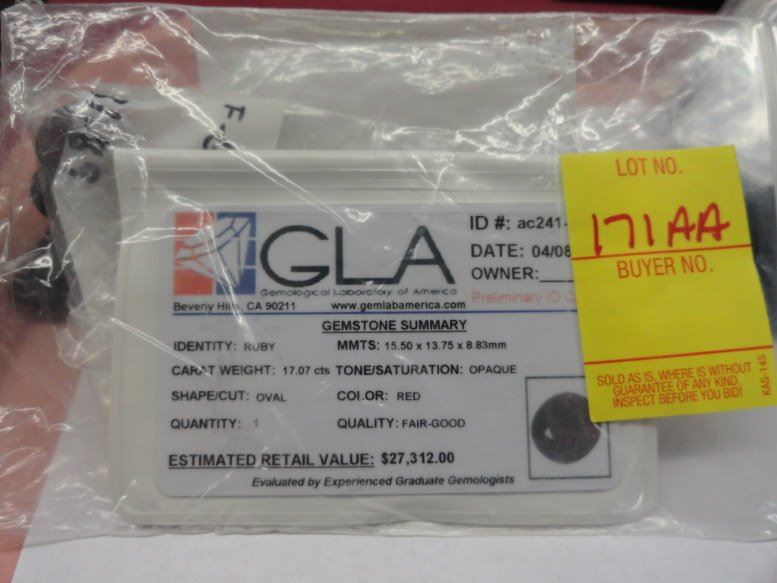 LOT NO.
171AA
BUYER NO.
SOLD AS IS, WHERE IS WITHOUT
GUARANTEE OF ANY KIND.
INSPECT BEFORE YOU BID!
KAS-14S
GLA
Gemological Laboratory of America
Beverly Hills, CA 90211 www.gemlabamerica.com
ID #: ac241-
DATE: 04/08
OWNER:
Preliminary ID
GEMSTONE SUMMARY
IDENTITY: RUBY MMTS: 15.50 x 13.75 x 8.83mm
CARAT WEIGHT: 17.07 cts TONE/SATURATION: OPAQUE
SHAPE/CUT: OVAL COLOR: RED
QUANTITY: 1 QUALITY: FAIR-GOOD
ESTIMATED RETAIL VALUE: $27,312.00
Evaluated by Experienced Graduate Gemologists